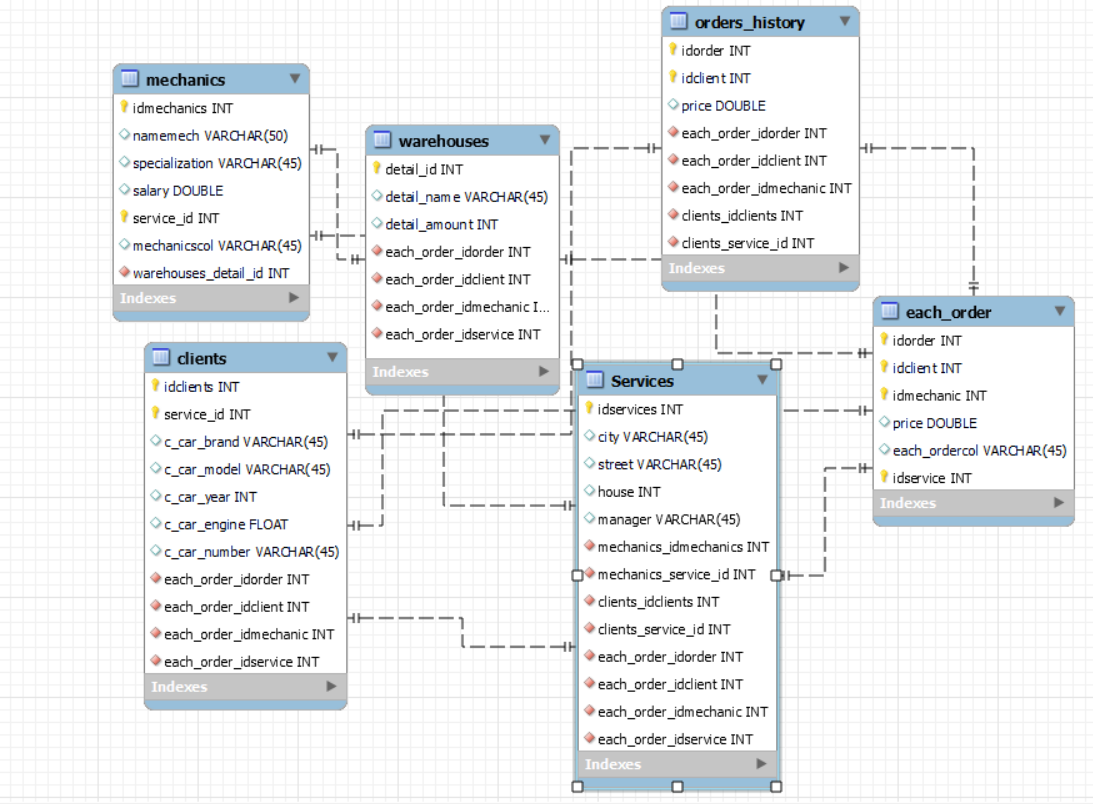 mechanics
idmechanics INT
namemech VARCHAR(50)
specialization VARCHAR(45)
salary DOUBLE
service_id INT
mechanicscol VARCHAR(45)
warehouses_detail_id INT
Indexes
warehouses
detail_id INT
detail_name VARCHAR(45)
detail_amount INT
each_order_idorder INT
each_order_idclient INT
each_order_idmechanic I...
each_order_idservice INT
Indexes
orders_history
idorder INT
idclient INT
price DOUBLE
each_order_idorder INT
each_order_idclient INT
each_order_idmechanic INT
clients_idclients INT
clients_service_id INT
Indexes
each_order
idorder INT
idclient INT
idmechanic INT
price DOUBLE
each_ordercol VARCHAR(45)
idservice INT
Indexes
clients
idclients INT
service_id INT
c_car_brand VARCHAR(45)
c_car_model VARCHAR(45)
c_car_year INT
c_car_engine FLOAT
c_car_number VARCHAR(45)
each_order_idorder INT
each_order_idclient INT
each_order_idmechanic INT
each_order_idservice INT
Indexes
Services
idservices INT
city VARCHAR(45)
street VARCHAR(45)
house INT
manager VARCHAR(45)
mechanics_idmechanics INT
mechanics_service_id INT
clients_idclients INT
clients_service_id INT
each_order_idorder INT
each_order_idclient INT
each_order_idmechanic INT
each_order_idservice INT
Indexes